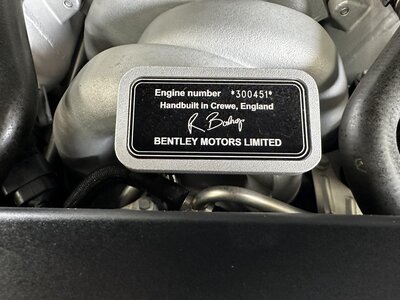 Engine number *300451*
Handbuilt in Crewe, England
BENTLEY MOTORS LIMITED